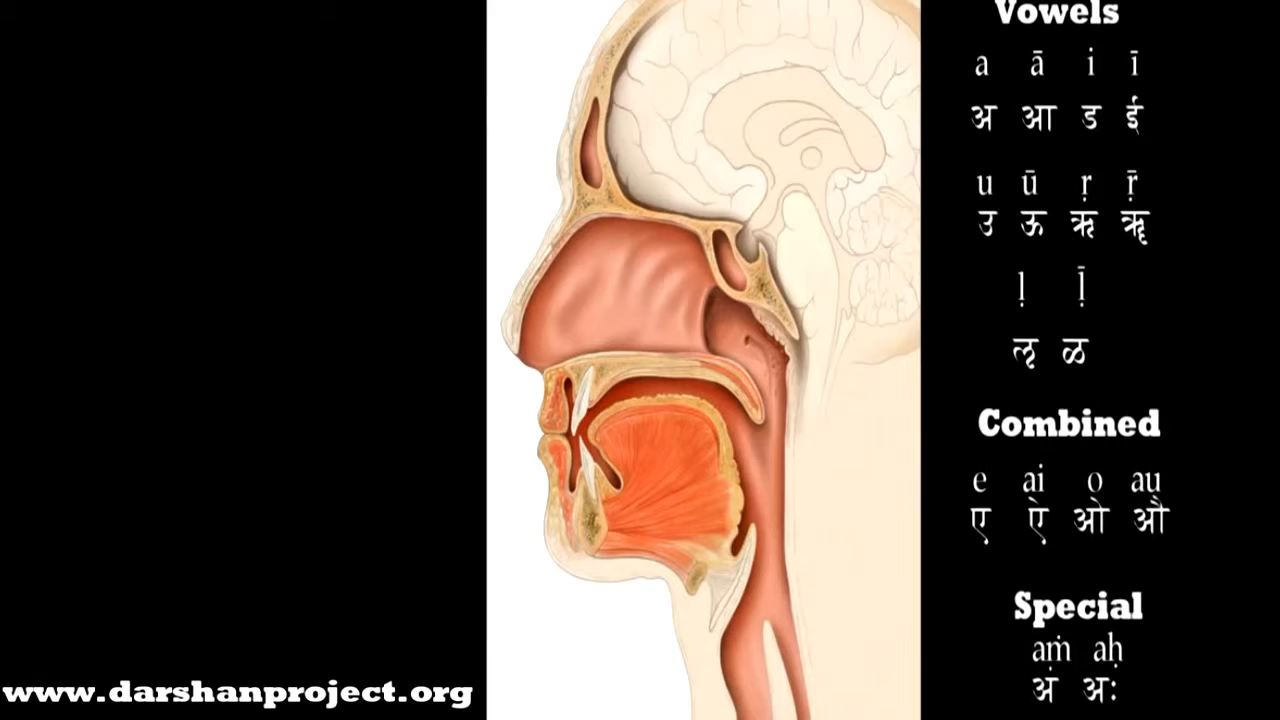 Vowels
a ā i ī
अ आ ड ई
u ū ṛ ṝ
उ ऊ ऋ ॠ
ḷ ḹ
ऌ ळ
Combined
e ai o au
ए ऐ ओ औ
Special
aṁ aḥ
अं अः
www.darshanproject.org